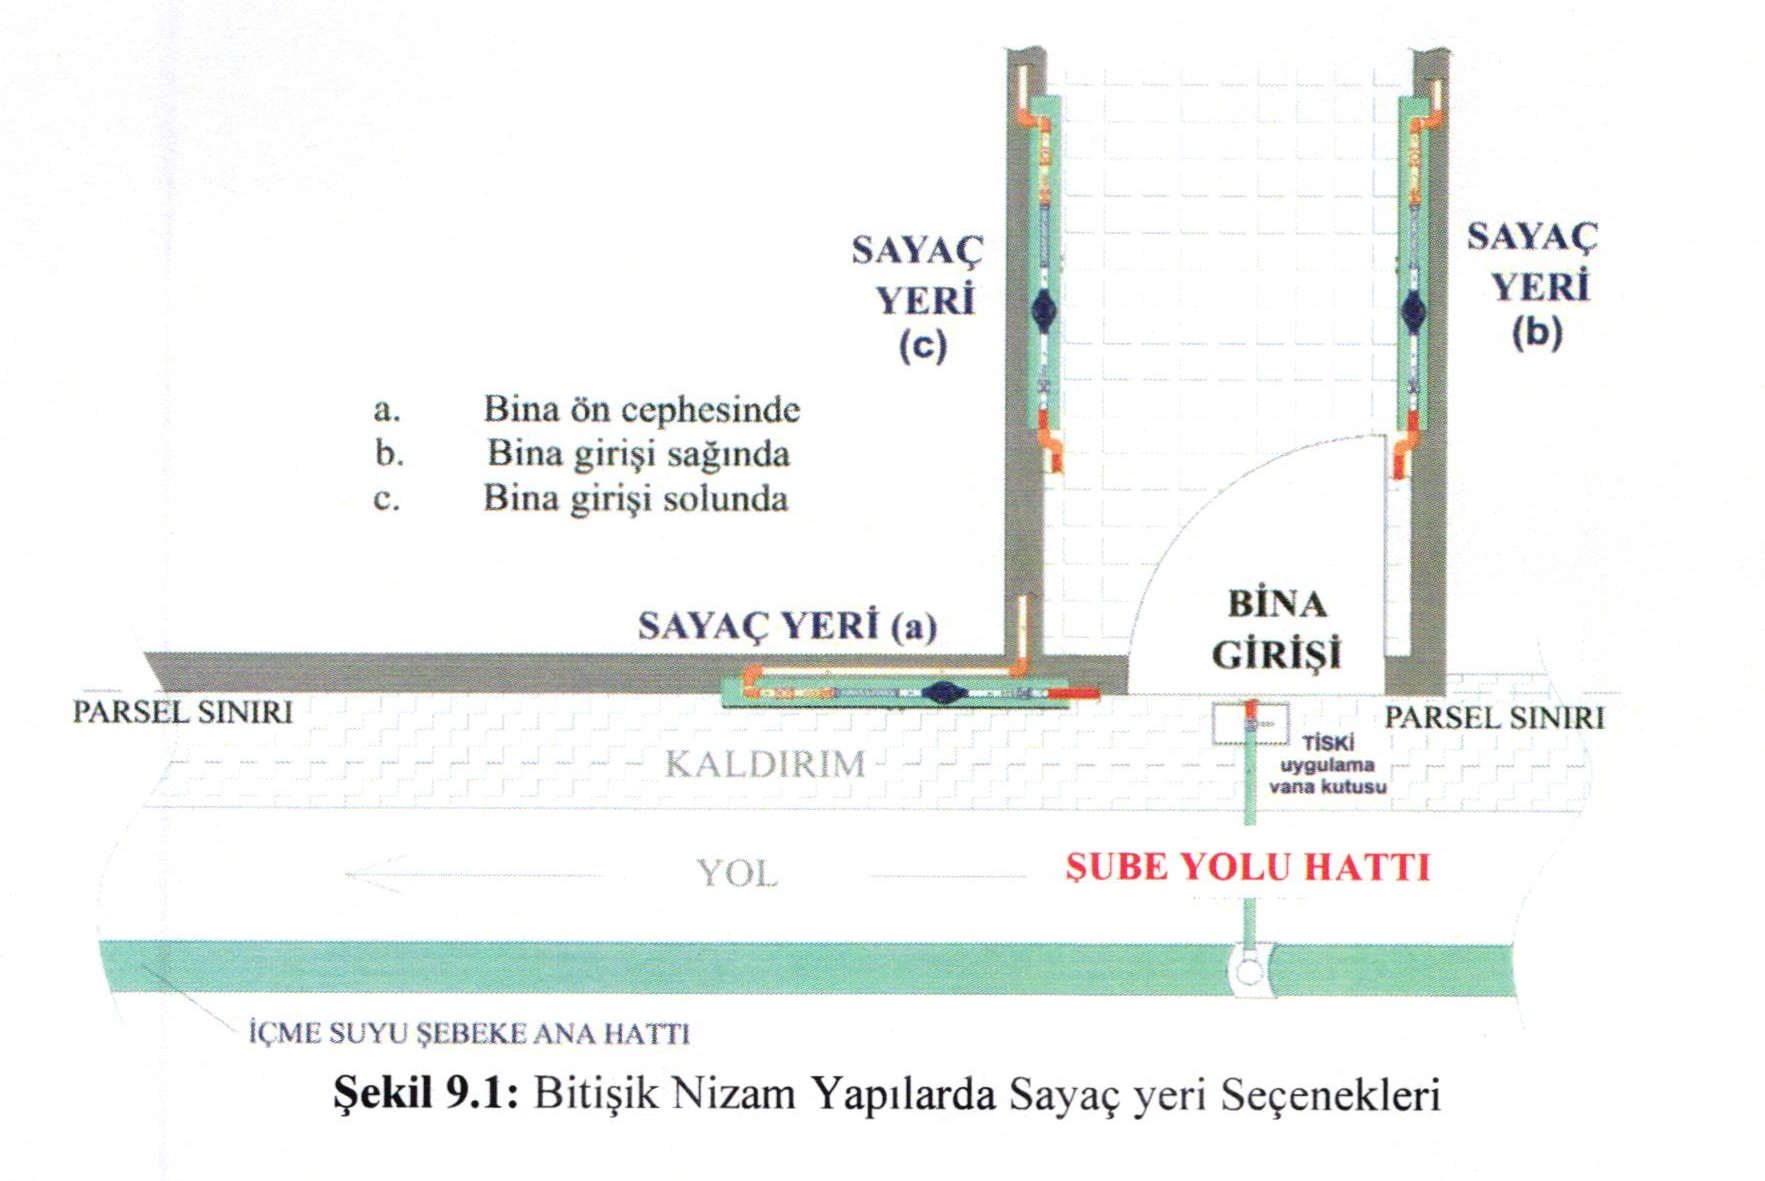 SAYAÇ
YERİ
(c)
SAYAÇ
YERİ
(b)
a. Bina ön cephesinde
b. Bina girişi sağında
c. Bina girişi solunda
SAYAÇ YERİ (a)
BİNA
GİRİŞİ
PARSEL SINIRI
PARSEL SINIRI
KALDIRIM
TİSKİ
uygulama
vana kutusu
YOL
ŞUBE YOLU HATTI
İÇME SUYU ŞEBEKE ANA HATTI
Şekil 9.1: Bitişik Nizam Yapılarda Sayaç yeri Seçenekleri